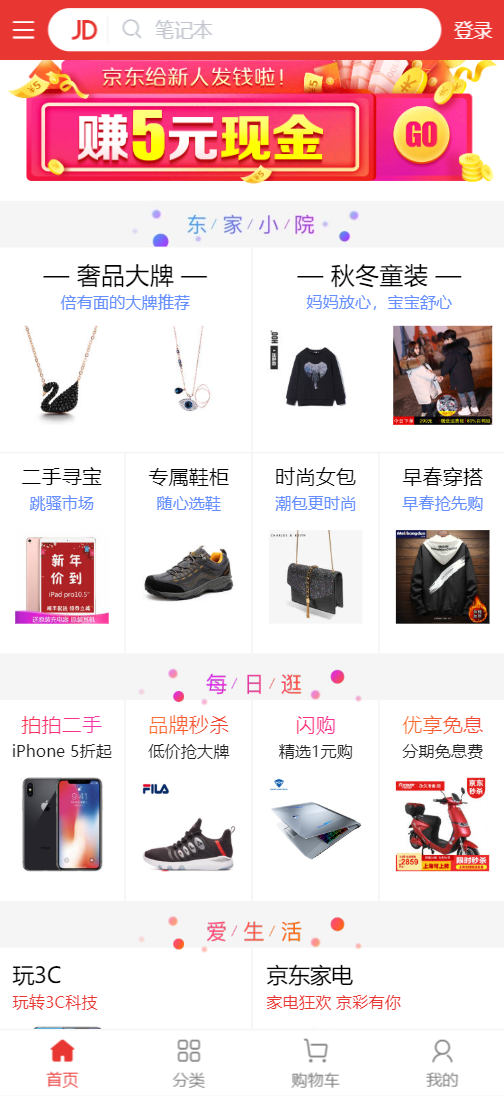 JD 笔记本 登录
京东给新人发钱啦！
赚5元现金 GO
东/家/小/院
— 奢品大牌 —
倍有面的大牌推荐
— 秋冬童装 —
妈妈放心，宝宝舒心
二手寻宝
跳骚市场
新年
价到
iPad pro10.5"
专属鞋柜
随心选鞋
时尚女包
潮包更时尚
CHARLES & KEITH
早春穿搭
早春抢先购
每/日/逛
拍拍二手
iPhone 5折起
品牌秒杀
低价抢大牌
FILA
闪购
精选1元购
优享免息
分期免息费
京东
秒杀
2859
限时秒杀
爱/生/活
玩3C
玩转3C科技
京东家电
家电狂欢 京彩有你
首页 分类 购物车 我的